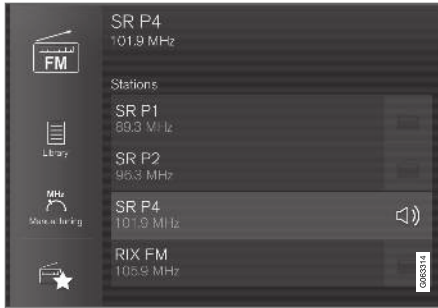 SR P4
101.9 MHz
FM
Stations
SR P1
89.3 MHz
Library
SR P2
96.3 MHz
MHz
Manual tuning
SR P4
101.9 MHz
RIX FM
105.9 MHz
G063314